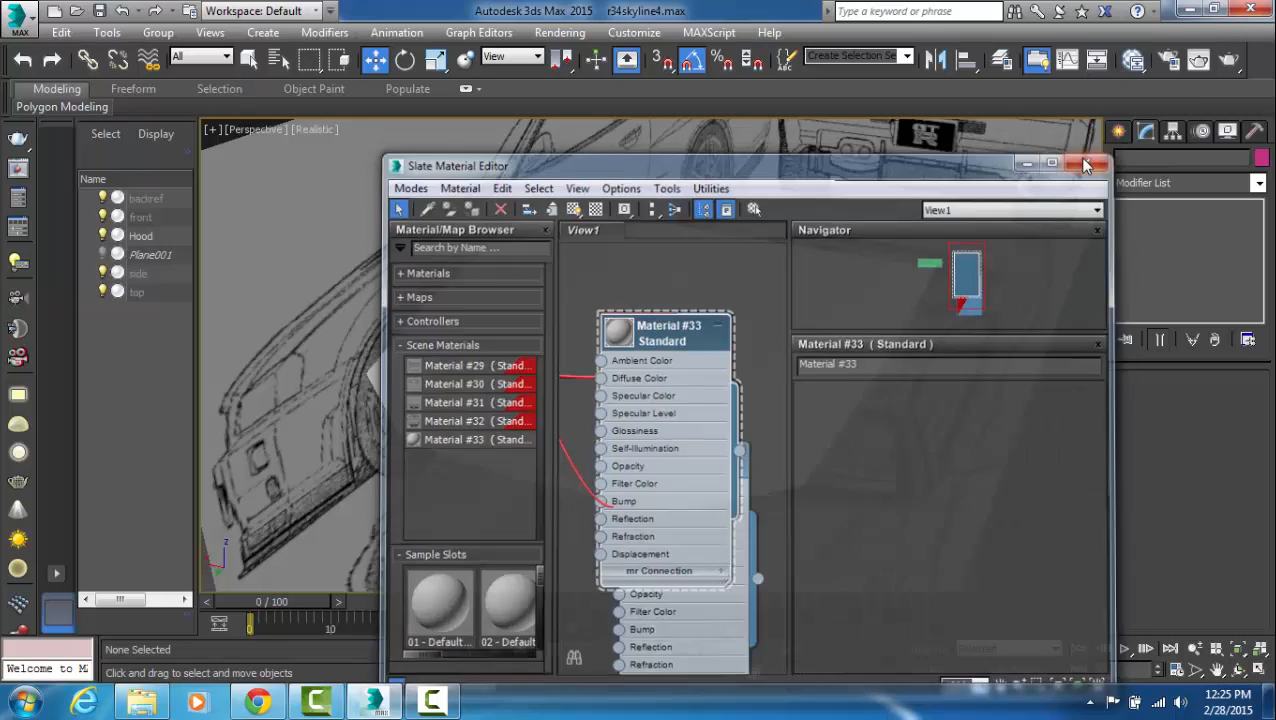 Workspace: Default
Autodesk 3ds Max 2015 r34skyline4.max
Type a keyword or phrase
MAX
Edit Tools Group Views Create Modifiers Animation Graph Editors Rendering Customize MAXScript Help
All
View
Create Selection Se
Modeling Freeform Selection Object Paint Populate
Polygon Modeling
Select Display
[+] [Perspective] [Realistic]
Name
backref
front
Hood
Plane001
side
top
Modifier List
Slate Material Editor
Modes Material Edit Select View Options Tools Utilities
View1
Material/Map Browser
Search by Name ...
+ Materials
+ Maps
+ Controllers
- Scene Materials
Material #29 ( Stand...
Material #30 ( Stand...
Material #31 ( Stand...
Material #32 ( Stand...
Material #33 ( Stand...
- Sample Slots
01 - Default...
02 - Default
View1
Material #33
Standard
Ambient Color
Diffuse Color
Specular Color
Specular Level
Glossiness
Self-Illumination
Opacity
Filter Color
Bump
Reflection
Refraction
Displacement
mr Connection
Opacity
Filter Color
Bump
Reflection
Refraction
Navigator
Material #33 ( Standard )
Material #33
z
0 / 100
0
10
None Selected
Click and drag to select and move objects
Welcome to M
Selected
12:25 PM
2/28/2015